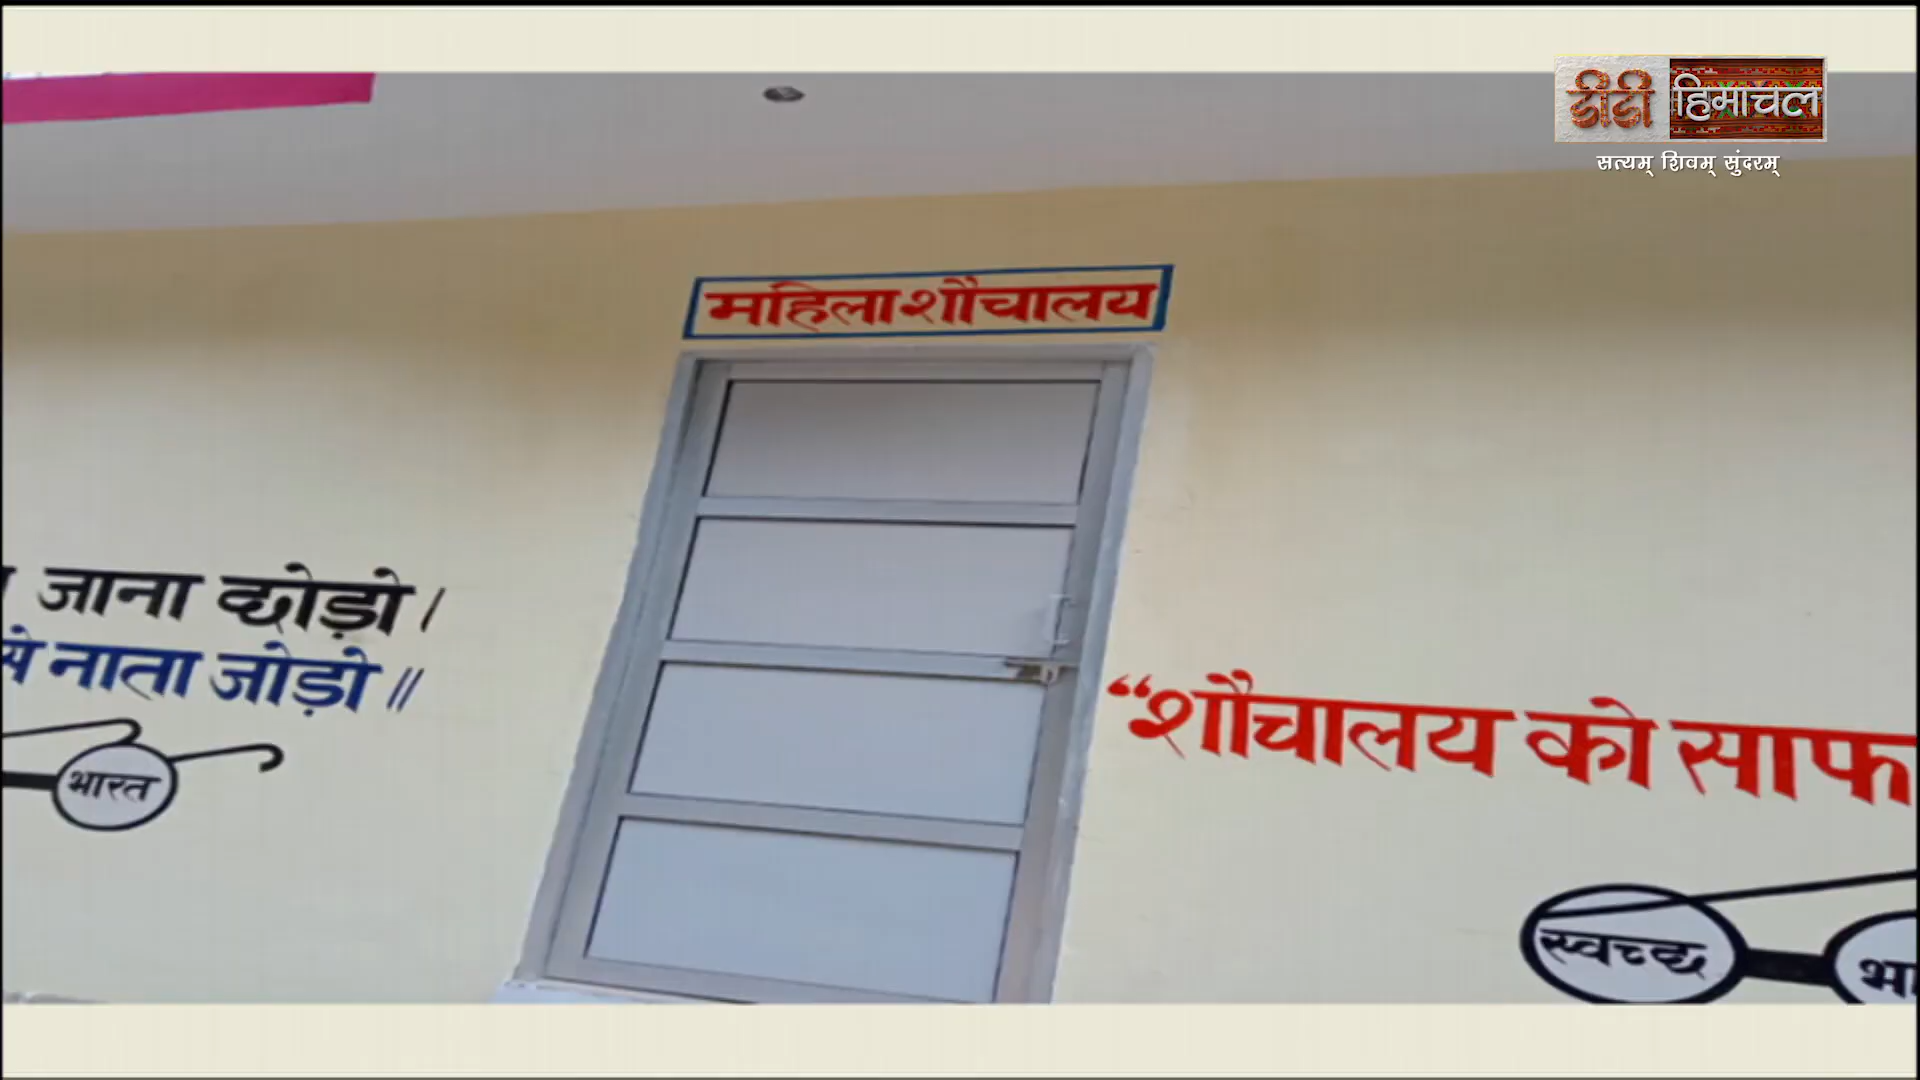 डीडी हिमाचल
सत्यम् शिवम् सुंदरम्
महिला शौचालय
जाना छोड़ो।
से नाता जोड़ो॥
भारत
“शौचालय को साफ
स्वच्छ